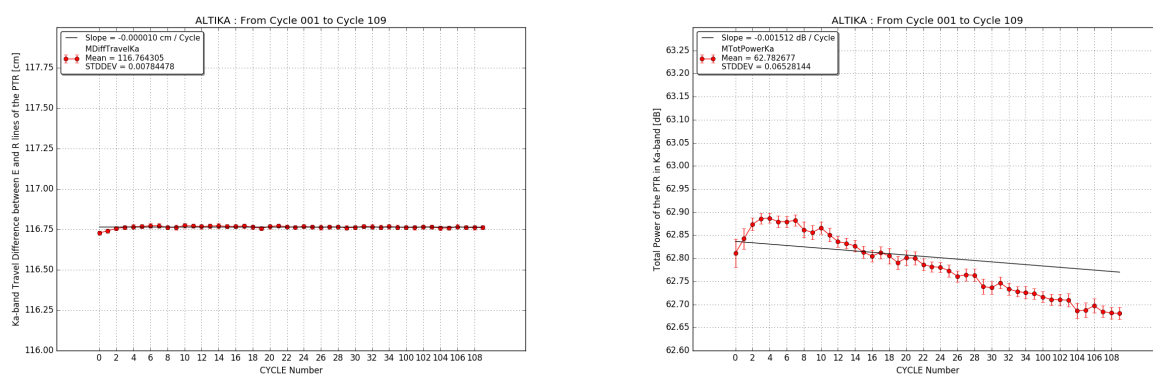 ALTIKA : From Cycle 001 to Cycle 109
Slope = -0.000010 cm / Cycle
MDiffTravelKa
Mean = 116.764305
STDDEV = 0.00784478
Ka-band Travel Difference between E and R lines of the PTR [cm]
117.75
117.50
117.25
117.00
116.75
116.50
116.25
116.00
0 2 4 6 8 10 12 14 16 18 20 22 24 26 28 30 32 34 100 102 104 106 108
CYCLE Number
ALTIKA : From Cycle 001 to Cycle 109
Slope = -0.001512 dB / Cycle
MTotPowerKa
Mean = 62.782677
STDDEV = 0.06528144
Total Power of the PTR in Ka-band [dB]
63.25
63.20
63.15
63.10
63.05
63.00
62.95
62.90
62.85
62.80
62.75
62.70
62.65
62.60
0 2 4 6 8 10 12 14 16 18 20 22 24 26 28 30 32 34 100 102 104 106 108
CYCLE Number